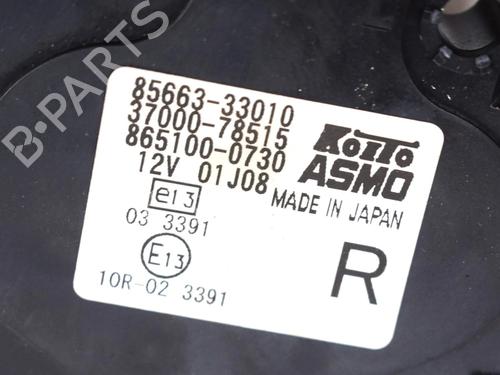 B-PARTS
85663-33010
37000-78515
865100-0730
12V 01J08
KOITO
ASMO
MADE IN JAPAN
e13
03 3391
E13
10R-02 3391
R